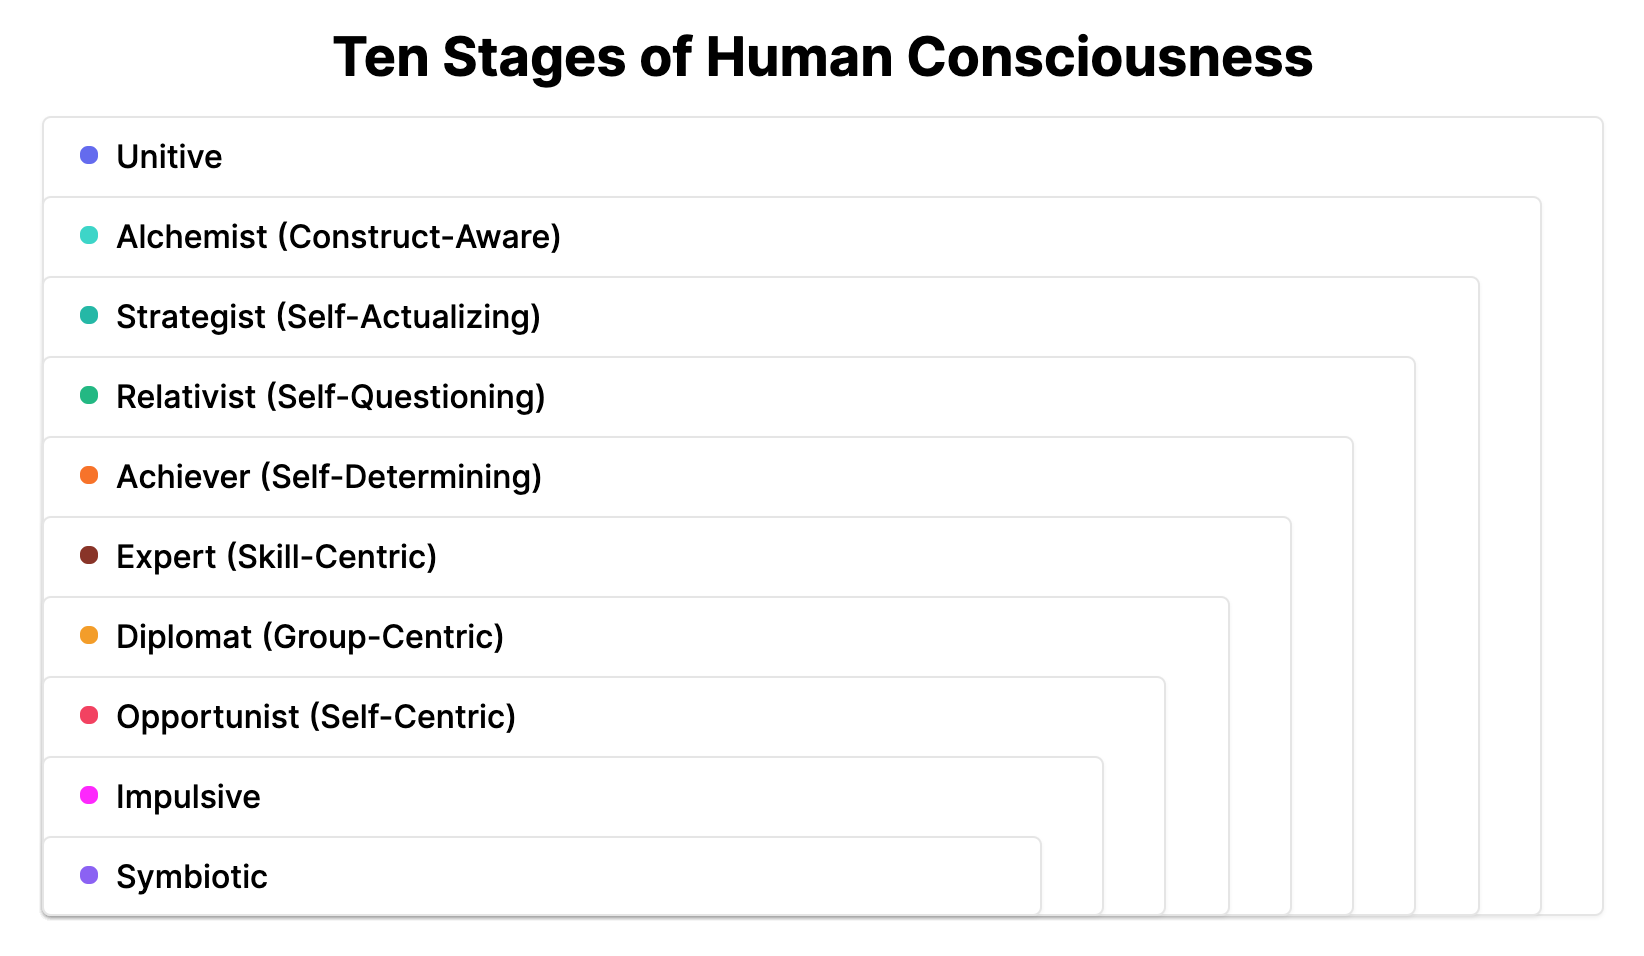 Ten Stages of Human Consciousness
Unitive
Alchemist (Construct-Aware)
Strategist (Self-Actualizing)
Relativist (Self-Questioning)
Achiever (Self-Determining)
Expert (Skill-Centric)
Diplomat (Group-Centric)
Opportunist (Self-Centric)
Impulsive
Symbiotic